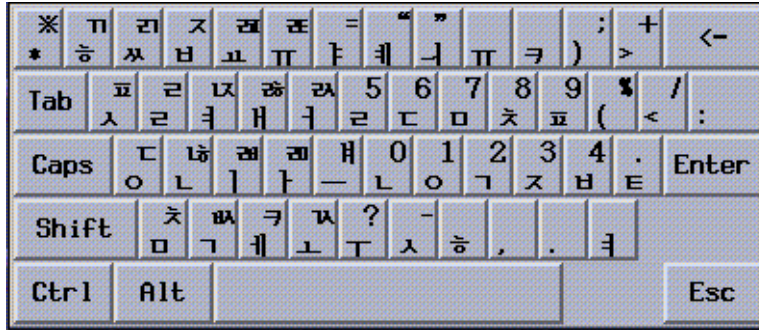 ※ ㄲ ㄺ ㅈ ㄿ ㄾ = “ ” ; +
* ㅎ ㅆ ㅂ ㅛ ㅠ ㅑ ㅖ ㅢ ㅠ ㅋ ) > <-
Tab ㅍ ㅌ ㄵ ㅀ ㄽ 5 6 7 8 9 % /
ㅅ ㄹ ㅕ ㅐ ㅓ ㄹ ㄷ ㅁ ㅊ ㅍ ( < :
Caps ㄷ ㄶ ㄼ ㄻ ㅒ 0 1 2 3 4 · Enter
ㅇ ㄴ ㅣ ㅏ ㅡ ㄴ ㅇ ㄱ ㅈ ㅂ ㅌ
Shift ㅊ ㅄ ㅋ ㄳ ? -
ㅁ ㄱ ㅔ ㅗ ㅜ ㅅ ㅎ , .
Ctrl Alt Esc